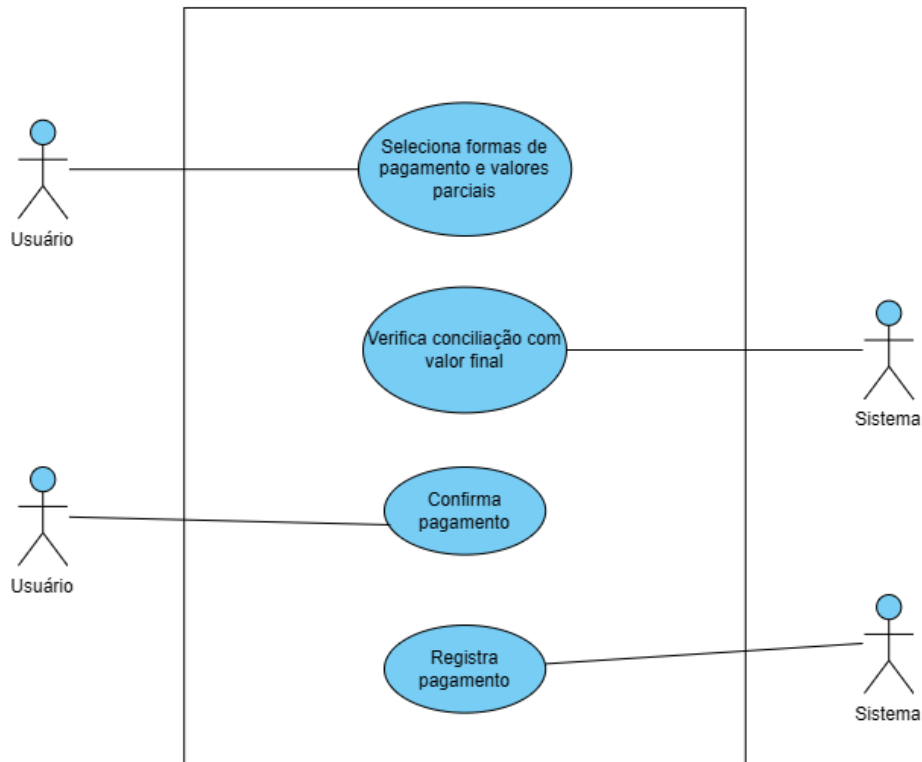 Seleciona formas de
pagamento e valores
parciais
Usuário
Verifica conciliação com
valor final
Sistema
Confirma
pagamento
Usuário
Registra
pagamento
Sistema